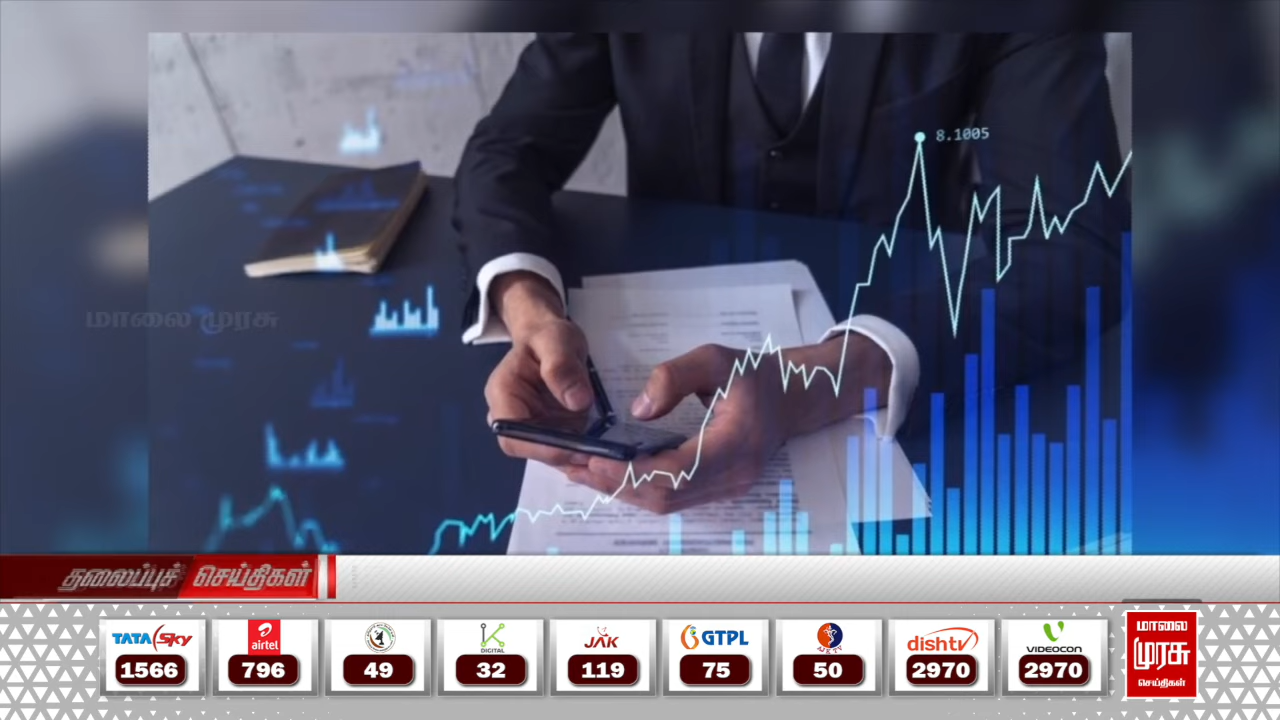 8.1005
மாலை முரசு
தலைப்புச் செய்திகள்
TATA Sky
1566
airtel
796
49
DIGITAL
32
JAK
119
GTPL
75
50
dishtv
2970
VIDEOCON
2970
மாலை
முரசு
செய்திகள்